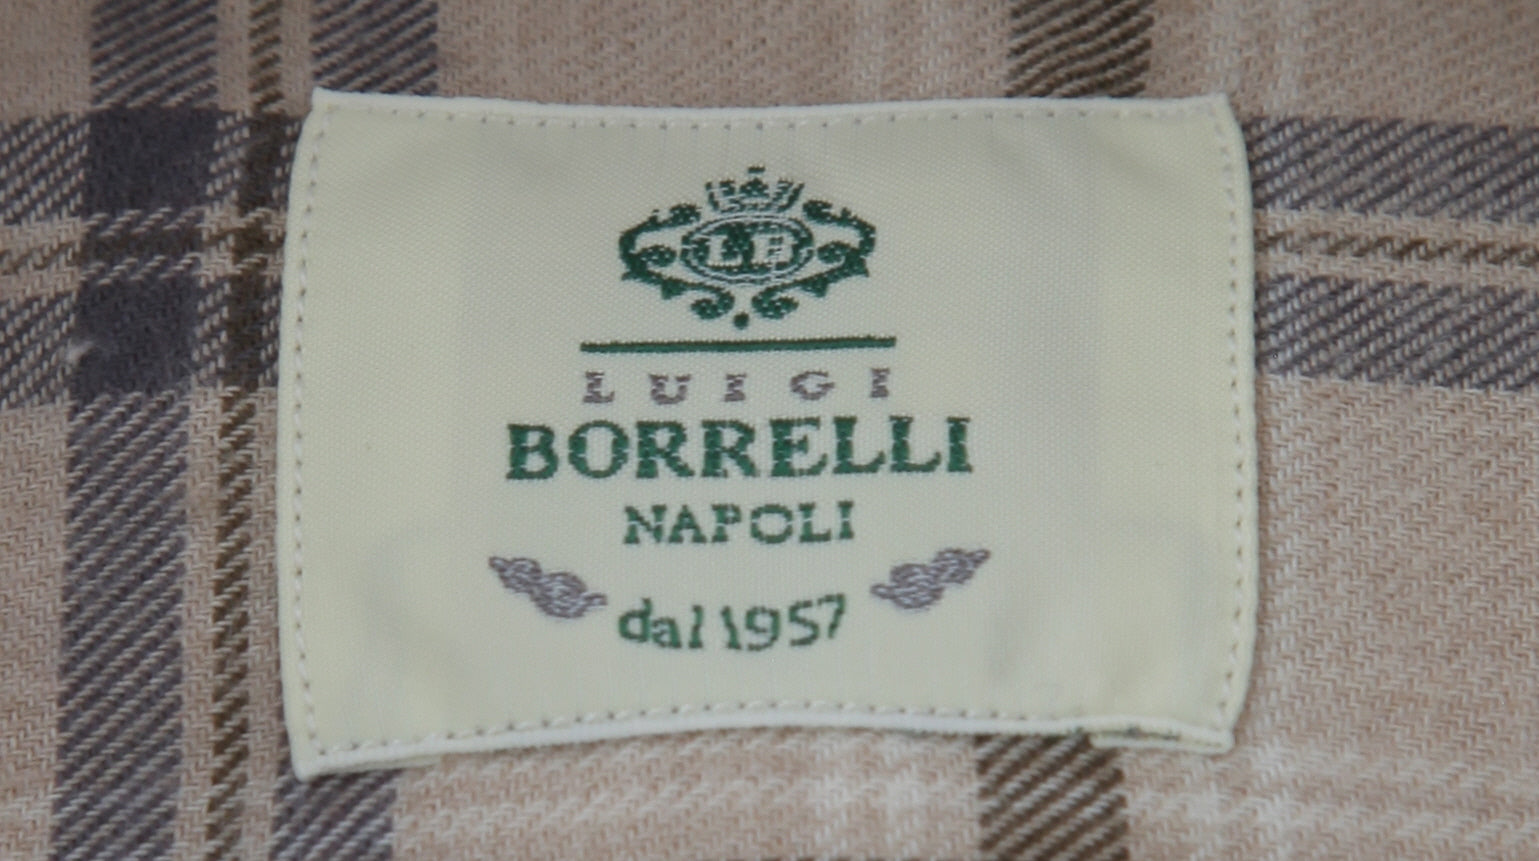 LB
LUIGI
BORRELLI
NAPOLI
dal 1957